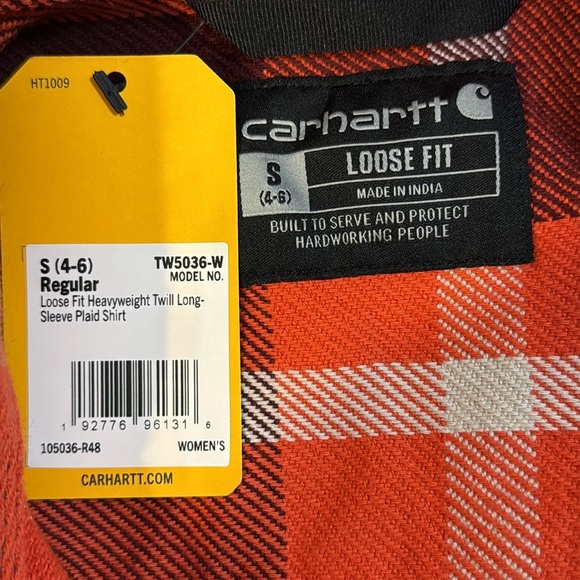 HT1009
carhartt
S
(4-6)
LOOSE FIT
MADE IN INDIA
BUILT TO SERVE AND PROTECT
HARDWORKING PEOPLE
S (4-6) TW5036-W
Regular MODEL NO.
Loose Fit Heavyweight Twill Long-
Sleeve Plaid Shirt
1 92776 96131 6
105036-R48 WOMEN'S
CARHARTT.COM